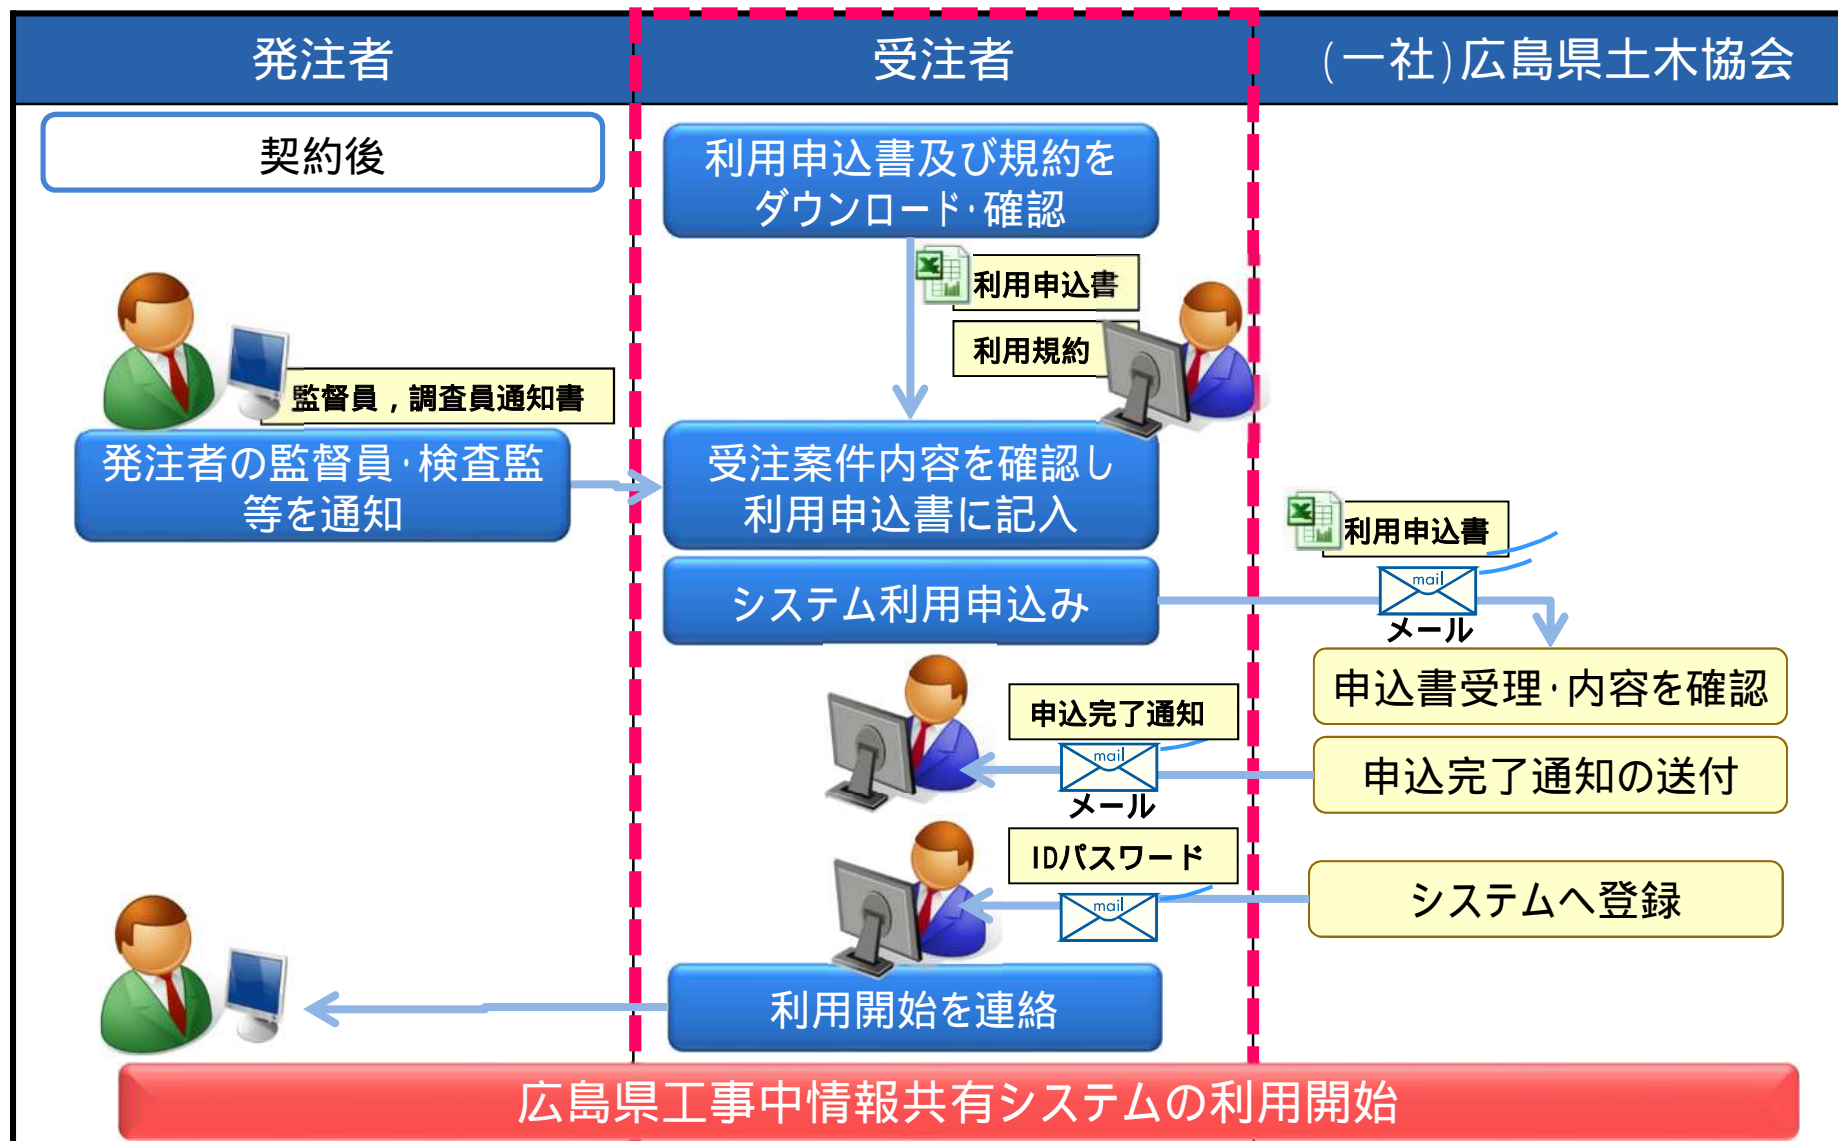 発注者
受注者
(一社)広島県土木協会
契約後
利用申込書及び規約を
ダウンロード・確認
利用申込書
利用規約
監督員，調査員通知書
発注者の監督員・検査監
等を通知
受注案件内容を確認し
利用申込書に記入
利用申込書
mail
メール
システム利用申込み
申込書受理・内容を確認
申込完了通知
mail
メール
申込完了通知の送付
IDパスワード
mail
システムへ登録
利用開始を連絡
広島県工事中情報共有システムの利用開始